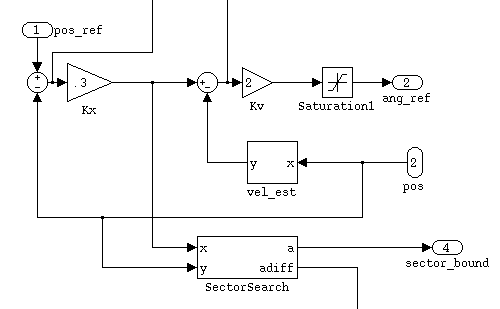 1 pos_ref
+
−
.3
Kx
+
−
2
Kv
Saturation1
2
ang_ref
y x
vel_est
2
pos
x a
y adiff
SectorSearch
4
sector_bound